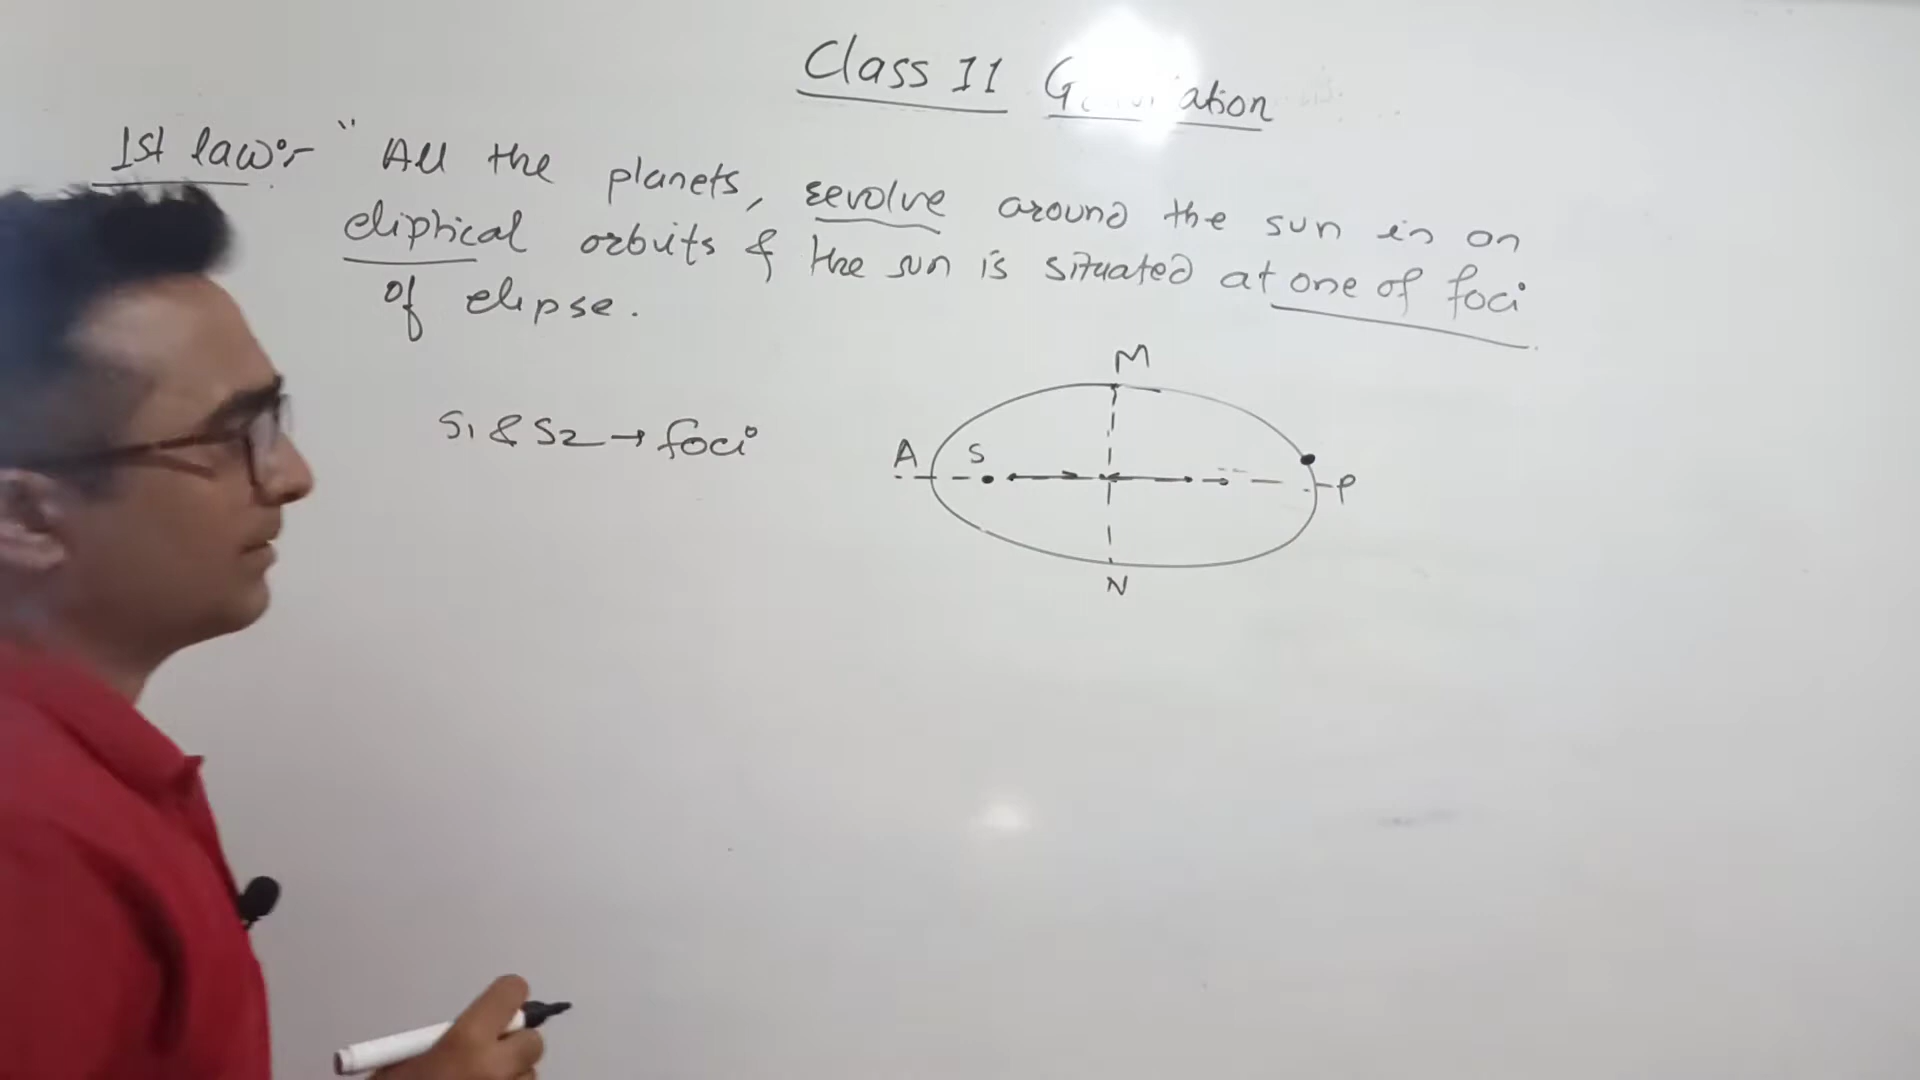 Class 11
1st law:- " All the planets, revolve around the sun in an
eliptical orbits & the sun is situated at one of foci
of elipse.
M
S1 & S2 → foci
A S
P
N